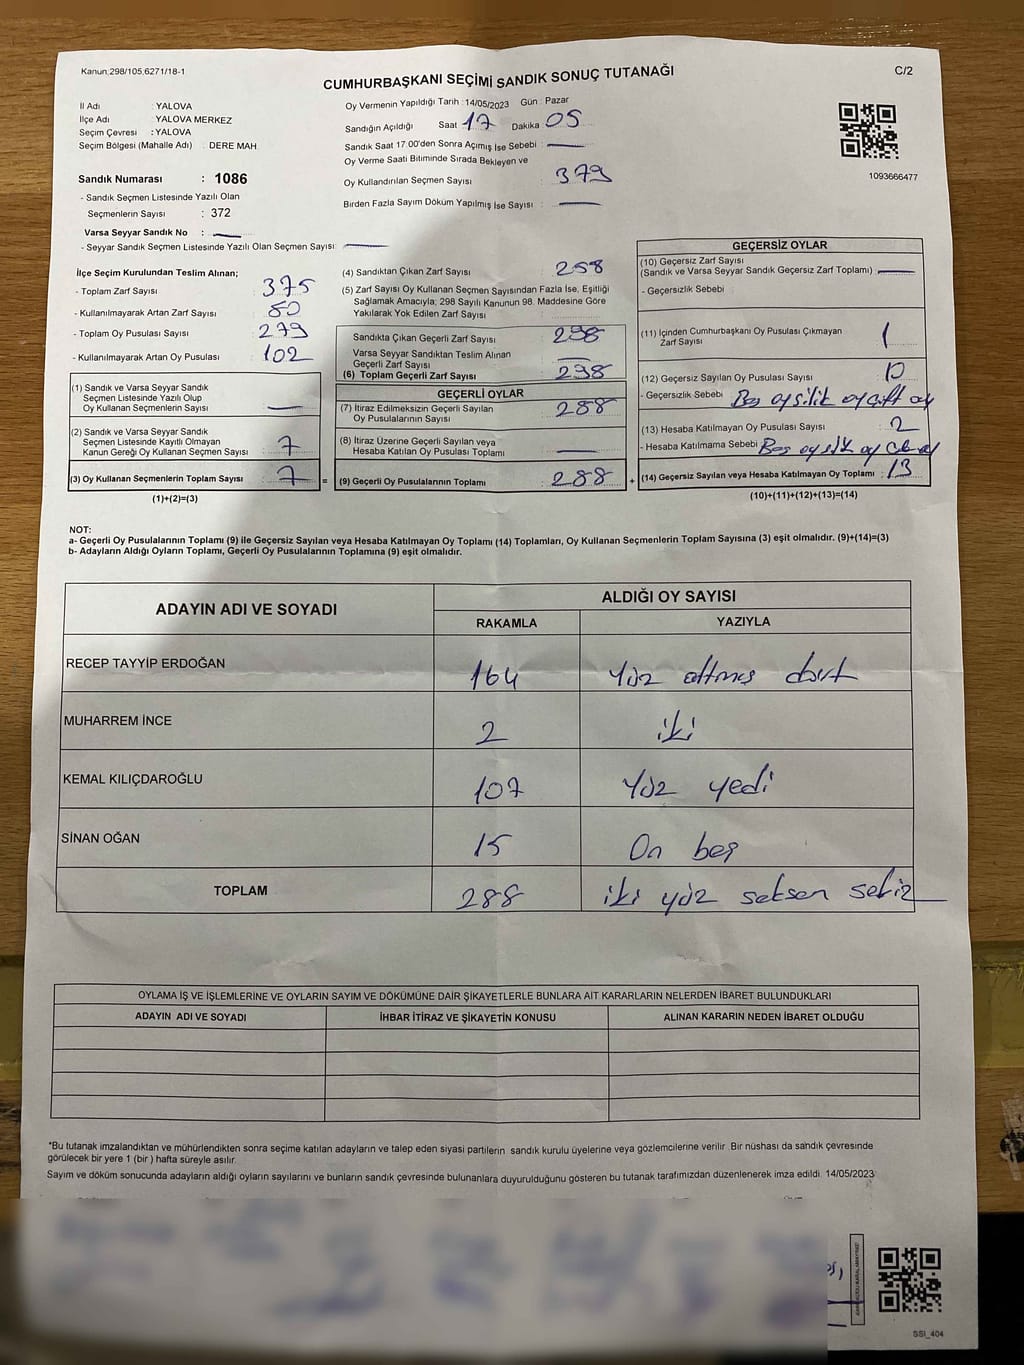 Kanun:298/105,6271/18-1
CUMHURBAŞKANI SEÇİMİ SANDIK SONUÇ TUTANAĞI
C/2
İl Adı : YALOVA
İlçe Adı : YALOVA MERKEZ
Seçim Çevresi : YALOVA
Seçim Bölgesi (Mahalle Adı) : DERE MAH
Sandık Numarası : 1086
- Sandık Seçmen Listesinde Yazılı Olan
Seçmenlerin Sayısı : 372
Varsa Seyyar Sandık No :
- Seyyar Sandık Seçmen Listesinde Yazılı Olan Seçmen Sayısı:
Oy Vermenin Yapıldığı Tarih : 14/05/2023 Gün : Pazar
Sandığın Açıldığı Saat 17 Dakika 05
Sandık Saat 17.00'den Sonra Açımış İse Sebebi :
Oy Verme Saati Bitiminde Sırada Bekleyen ve
Oy Kullandırılan Seçmen Sayısı : 379
Birden Fazla Sayım Döküm Yapılmış İse Sayısı :
1093666477
İlçe Seçim Kurulundan Teslim Alınan;
- Toplam Zarf Sayısı : 375
- Kullanılmayarak Artan Zarf Sayısı : 80
- Toplam Oy Pusulası Sayısı : 279
- Kullanılmayarak Artan Oy Pusulası : 102
(1) Sandık ve Varsa Seyyar Sandık
Seçmen Listesinde Yazılı Olup
Oy Kullanan Seçmenlerin Sayısı :
(2) Sandık ve Varsa Seyyar Sandık
Seçmen Listesinde Kayıtlı Olmayan
Kanun Gereği Oy Kullanan Seçmen Sayısı : 7
(3) Oy Kullanan Seçmenlerin Toplam Sayısı : 7 =
(1)+(2)=(3)
(4) Sandıktan Çıkan Zarf Sayısı : 258
(5) Zarf Sayısı Oy Kullanan Seçmen Sayısından Fazla İse, Eşitliği
Sağlamak Amacıyla; 298 Sayılı Kanunun 98. Maddesine Göre
Yakılarak Yok Edilen Zarf Sayısı :
Sandıkta Çıkan Geçerli Zarf Sayısı : 298
Varsa Seyyar Sandıktan Teslim Alınan
Geçerli Zarf Sayısı :
(6) Toplam Geçerli Zarf Sayısı : 298
GEÇERLİ OYLAR
(7) İtiraz Edilmeksizin Geçerli Sayılan
Oy Pusulalarının Toplamı : 288
(8) İtiraz Üzerine Geçerli Sayılan veya
Hesaba Katılan Oy Pusulası Toplamı :
(9) Geçerli Oy Pusulalarının Toplamı : 288 +
GEÇERSİZ OYLAR
(10) Geçersiz Zarf Sayısı
(Sandık ve Varsa Seyyar Sandık Geçersiz Zarf Toplamı) :
- Geçersizlik Sebebi :
(11) İçinden Cumhurbaşkanı Oy Pusulası Çıkmayan
Zarf Sayısı : 1
(12) Geçersiz Sayılan Oy Pusulası Sayısı : 10
- Geçersizlik Sebebi : Boş oy silik oy çift oy
(13) Hesaba Katılmayan Oy Pusulası Sayısı : 2
- Hesaba Katılmama Sebebi : Boş oy silik oy
(14) Geçersiz Sayılan veya Hesaba Katılmayan Oy Toplamı : 13
(10)+(11)+(12)+(13)=(14)
NOT:
a- Geçerli Oy Pusulalarının Toplamı (9) ile Geçersiz Sayılan veya Hesaba Katılmayan Oy Toplamı (14) Toplamları, Oy Kullanan Seçmenlerin Toplam Sayısına (3) eşit olmalıdır. (9)+(14)=(3)
b- Adayların Aldığı Oyların Toplamı, Geçerli Oy Pusulalarının Toplamına (9) eşit olmalıdır.
ADAYIN ADI VE SOYADI
ALDIĞI OY SAYISI
RAKAMLA YAZIYLA
RECEP TAYYİP ERDOĞAN 164 Yüz altmış dört
MUHARREM İNCE 2 iki
KEMAL KILIÇDAROĞLU 107 Yüz yedi
SİNAN OĞAN 15 On beş
TOPLAM 288 iki yüz seksen sekiz
OYLAMA İŞ VE İŞLEMLERİNE VE OYLARIN SAYIM VE DÖKÜMÜNE DAİR ŞİKAYETLERLE BUNLARA AİT KARARLARIN NELERDEN İBARET BULUNDUKLARI
ADAYIN ADI VE SOYADI İHBAR İTİRAZ VE ŞİKAYETİN KONUSU ALINAN KARARIN NEDEN İBARET OLDUĞU
*Bu tutanak imzalandıktan ve mühürlendikten sonra seçime katılan adayların ve talep eden siyasi partilerin sandık kurulu üyelerine veya gözlemcilerine verilir. Bir nüshası da sandık çevresinde
görülecek bir yere 1 (bir ) hafta süreyle asılır.
Sayım ve döküm sonucunda adayların aldığı oyların sayılarını ve bunların sandık çevresinde bulunanlara duyurulduğunu gösteren bu tutanak tarafımızdan düzenlenerek imza edildi. 14/05/2023
SSI_404